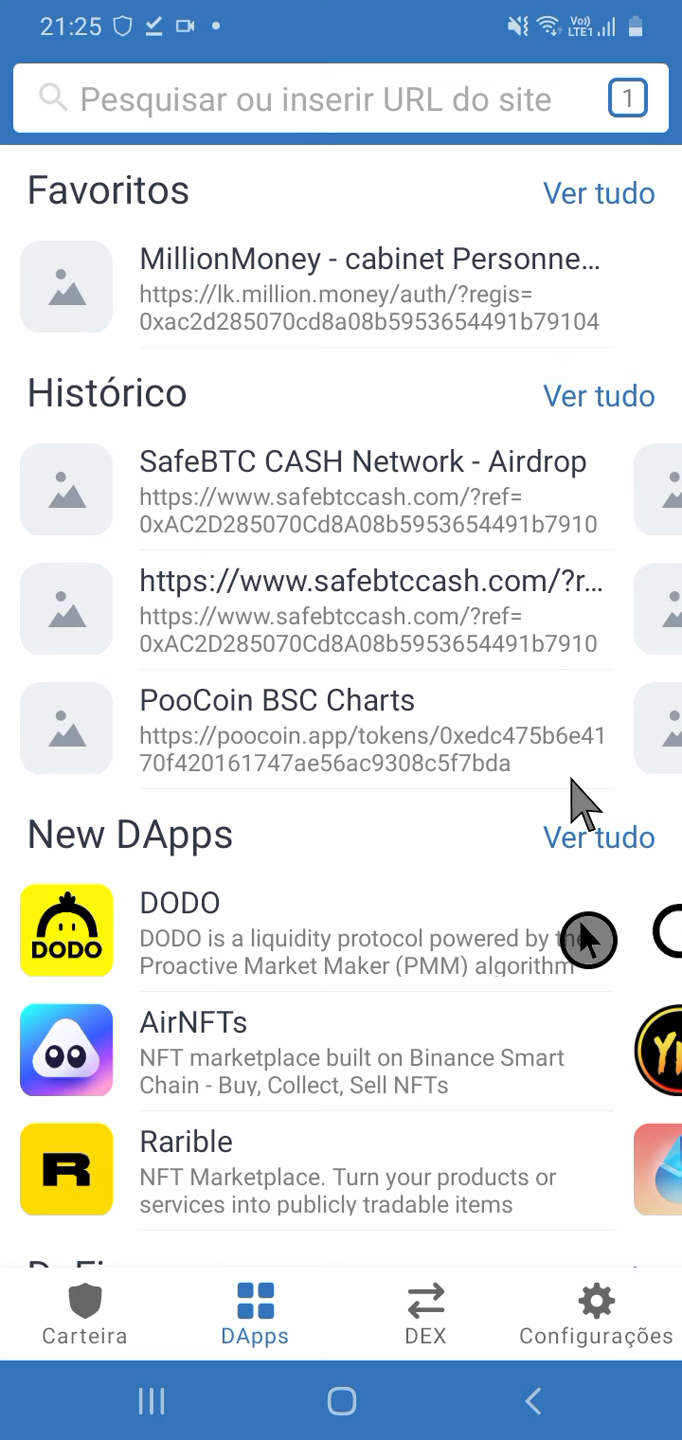 21:25
Vo)) LTE1
Pesquisar ou inserir URL do site
1
Favoritos
Ver tudo
MillionMoney - cabinet Personne...
https://lk.million.money/auth/?regis=
0xac2d285070cd8a08b5953654491b79104
Histórico
Ver tudo
SafeBTC CASH Network - Airdrop
https://www.safebtccash.com/?ref=
0xAC2D285070Cd8A08b5953654491b7910
https://www.safebtccash.com/?r...
https://www.safebtccash.com/?ref=
0xAC2D285070Cd8A08b5953654491b7910
PooCoin BSC Charts
https://poocoin.app/tokens/0xedc475b6e41
70f420161747ae56ac9308c5f7bda
New DApps
Ver tudo
DODO
DODO
DODO is a liquidity protocol powered by the
Proactive Market Maker (PMM) algorithm
AirNFTs
NFT marketplace built on Binance Smart
Chain - Buy, Collect, Sell NFTs
R
Rarible
NFT Marketplace. Turn your products or
services into publicly tradable items
Carteira
DApps
DEX
Configurações